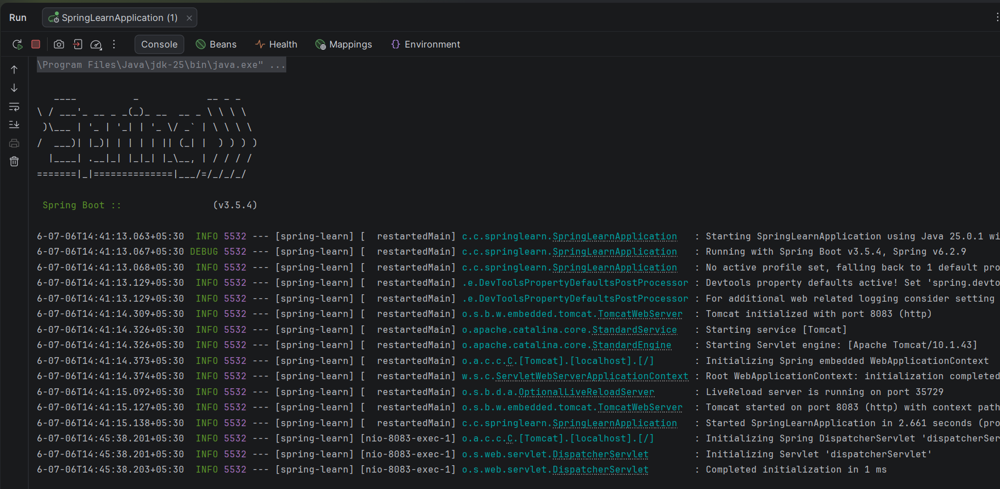 Run SpringLearnApplication (1)
Console Beans Health Mappings Environment
\Program Files\Java\jdk-25\bin\java.exe" ...
  ____          _            __ _ _
\ / ___'_ __ _ _(_)_ __  __ _ \ \ \ \
 )\___ | '_ | '_| | '_ \/ _` | \ \ \ \
/  ___)| |_)| | | | | || (_| |  ) ) ) )
  |____| .__|_| |_|_| |_\__, | / / / /
=======|_|==============|___/=/_/_/_/
Spring Boot :: (v3.5.4)
6-07-06T14:41:13.063+05:30  INFO 5532 --- [spring-learn] [  restartedMain] c.c.springlearn.SpringLearnApplication   : Starting SpringLearnApplication using Java 25.0.1 wi
6-07-06T14:41:13.067+05:30 DEBUG 5532 --- [spring-learn] [  restartedMain] c.c.springlearn.SpringLearnApplication   : Running with Spring Boot v3.5.4, Spring v6.2.9
6-07-06T14:41:13.068+05:30  INFO 5532 --- [spring-learn] [  restartedMain] c.c.springlearn.SpringLearnApplication   : No active profile set, falling back to 1 default pro
6-07-06T14:41:13.129+05:30  INFO 5532 --- [spring-learn] [  restartedMain] .e.DevToolsPropertyDefaultsPostProcessor : Devtools property defaults active! Set 'spring.devto
6-07-06T14:41:13.129+05:30  INFO 5532 --- [spring-learn] [  restartedMain] .e.DevToolsPropertyDefaultsPostProcessor : For additional web related logging consider setting
6-07-06T14:41:14.309+05:30  INFO 5532 --- [spring-learn] [  restartedMain] o.s.b.w.embedded.tomcat.TomcatWebServer  : Tomcat initialized with port 8083 (http)
6-07-06T14:41:14.326+05:30  INFO 5532 --- [spring-learn] [  restartedMain] o.apache.catalina.core.StandardService   : Starting service [Tomcat]
6-07-06T14:41:14.326+05:30  INFO 5532 --- [spring-learn] [  restartedMain] o.apache.catalina.core.StandardEngine    : Starting Servlet engine: [Apache Tomcat/10.1.43]
6-07-06T14:41:14.373+05:30  INFO 5532 --- [spring-learn] [  restartedMain] o.a.c.c.C.[Tomcat].[localhost].[/]       : Initializing Spring embedded WebApplicationContext
6-07-06T14:41:14.374+05:30  INFO 5532 --- [spring-learn] [  restartedMain] w.s.c.ServletWebServerApplicationContext : Root WebApplicationContext: initialization completed
6-07-06T14:41:15.092+05:30  INFO 5532 --- [spring-learn] [  restartedMain] o.s.b.d.a.OptionalLiveReloadServer       : LiveReload server is running on port 35729
6-07-06T14:41:15.127+05:30  INFO 5532 --- [spring-learn] [  restartedMain] o.s.b.w.embedded.tomcat.TomcatWebServer  : Tomcat started on port 8083 (http) with context path
6-07-06T14:41:15.138+05:30  INFO 5532 --- [spring-learn] [  restartedMain] c.c.springlearn.SpringLearnApplication   : Started SpringLearnApplication in 2.661 seconds (pro
6-07-06T14:45:38.201+05:30  INFO 5532 --- [spring-learn] [nio-8083-exec-1] o.a.c.c.C.[Tomcat].[localhost].[/]       : Initializing Spring DispatcherServlet 'dispatcherSer
6-07-06T14:45:38.201+05:30  INFO 5532 --- [spring-learn] [nio-8083-exec-1] o.s.web.servlet.DispatcherServlet        : Initializing Servlet 'dispatcherServlet'
6-07-06T14:45:38.203+05:30  INFO 5532 --- [spring-learn] [nio-8083-exec-1] o.s.web.servlet.DispatcherServlet        : Completed initialization in 1 ms